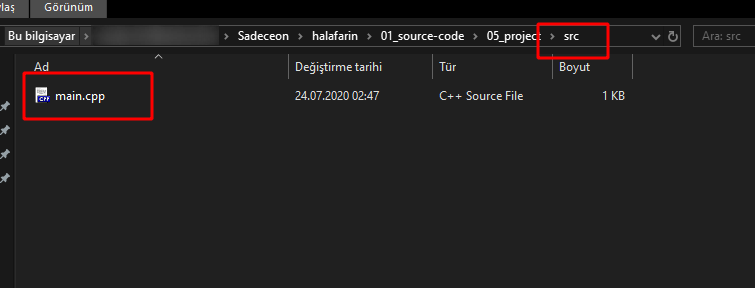 ylaş Görünüm
Bu bilgisayar Sadeceon halafarin 01_source-code 05_project src Ara: src
Ad Değiştirme tarihi Tür Boyut
main.cpp 24.07.2020 02:47 C++ Source File 1 KB